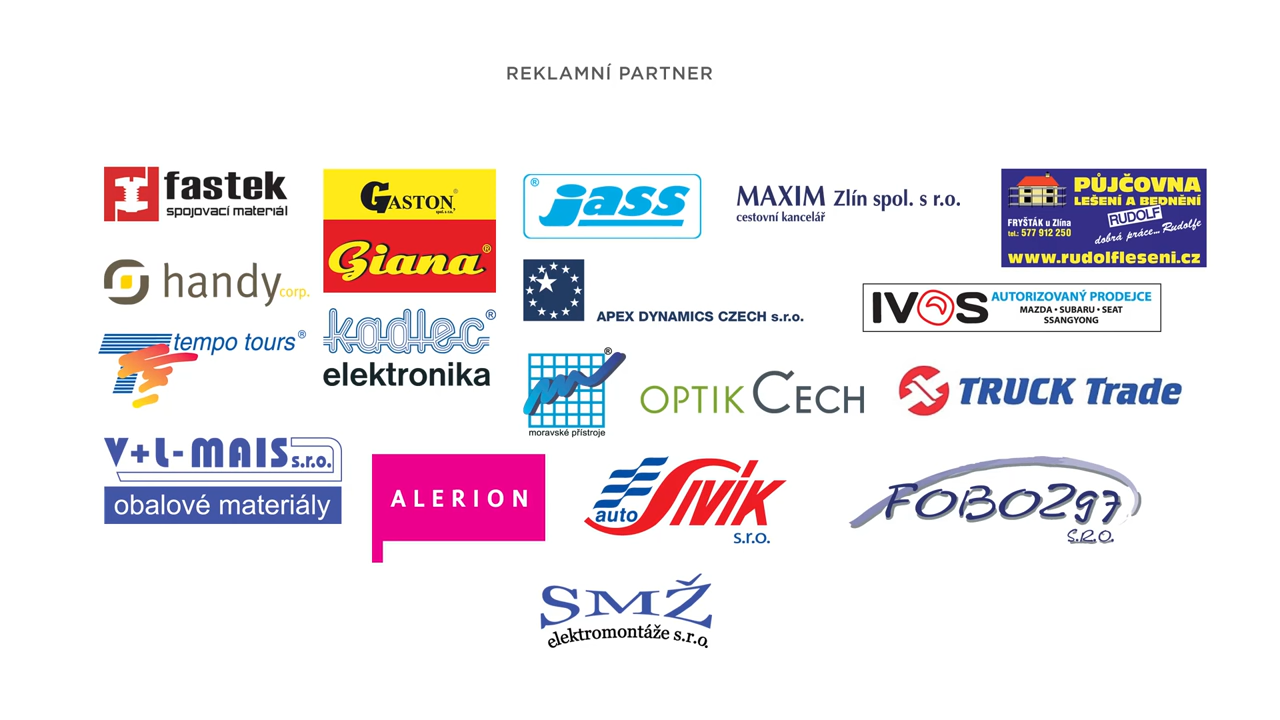 REKLAMNÍ PARTNER
fastek
spojovací materiál
GASTON®
spol. s r.o.
Giana®
® jass
MAXIM Zlín spol. s r.o.
cestovní kancelář
PŮJČOVNA
LEŠENÍ A BEDNĚNÍ
FRYŠTÁK u Zlína
tel.: 577 912 250
RUDOLF
dobrá práce... Rudolfe
www.rudolfleseni.cz
handy corp.
APEX DYNAMICS CZECH s.r.o.
IVOS AUTORIZOVANÝ PRODEJCE
MAZDA • SUBARU • SEAT
SSANGYONG
tempo tours®
kadlec®
elektronika
®
moravské přístroje
OPTIK ČECH
TRUCK Trade
V+L-MAIS s.r.o.
obalové materiály
ALERION
auto SIVIK
s.r.o.
FOBOZ97
S.R.O.
SMŽ
elektromontáže s.r.o.